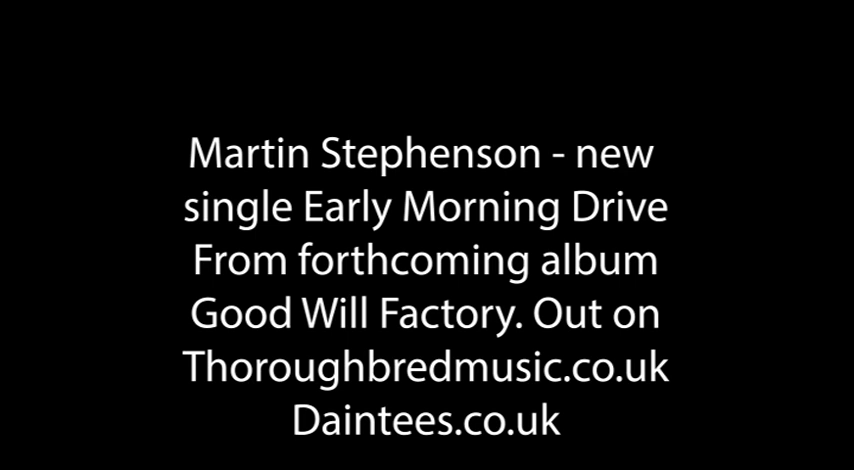 Martin Stephenson - new
single Early Morning Drive
From forthcoming album
Good Will Factory. Out on
Thoroughbredmusic.co.uk
Daintees.co.uk